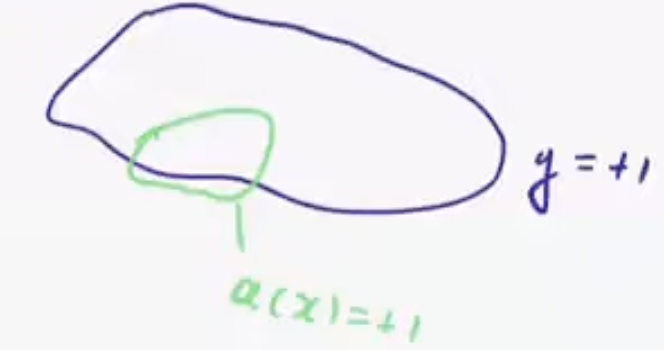 y = +1
a(x)=+1